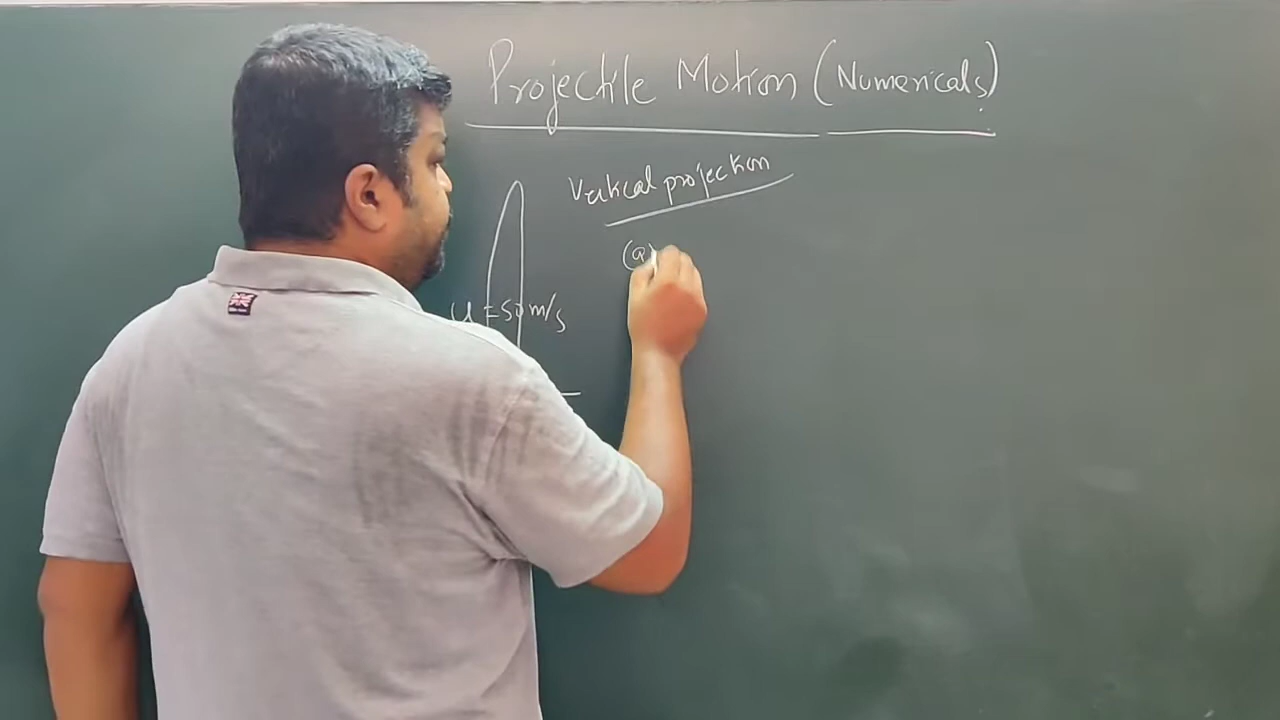 Projectile Motion (Numericals)
Vertical projection
(a)
u = 50 m/s